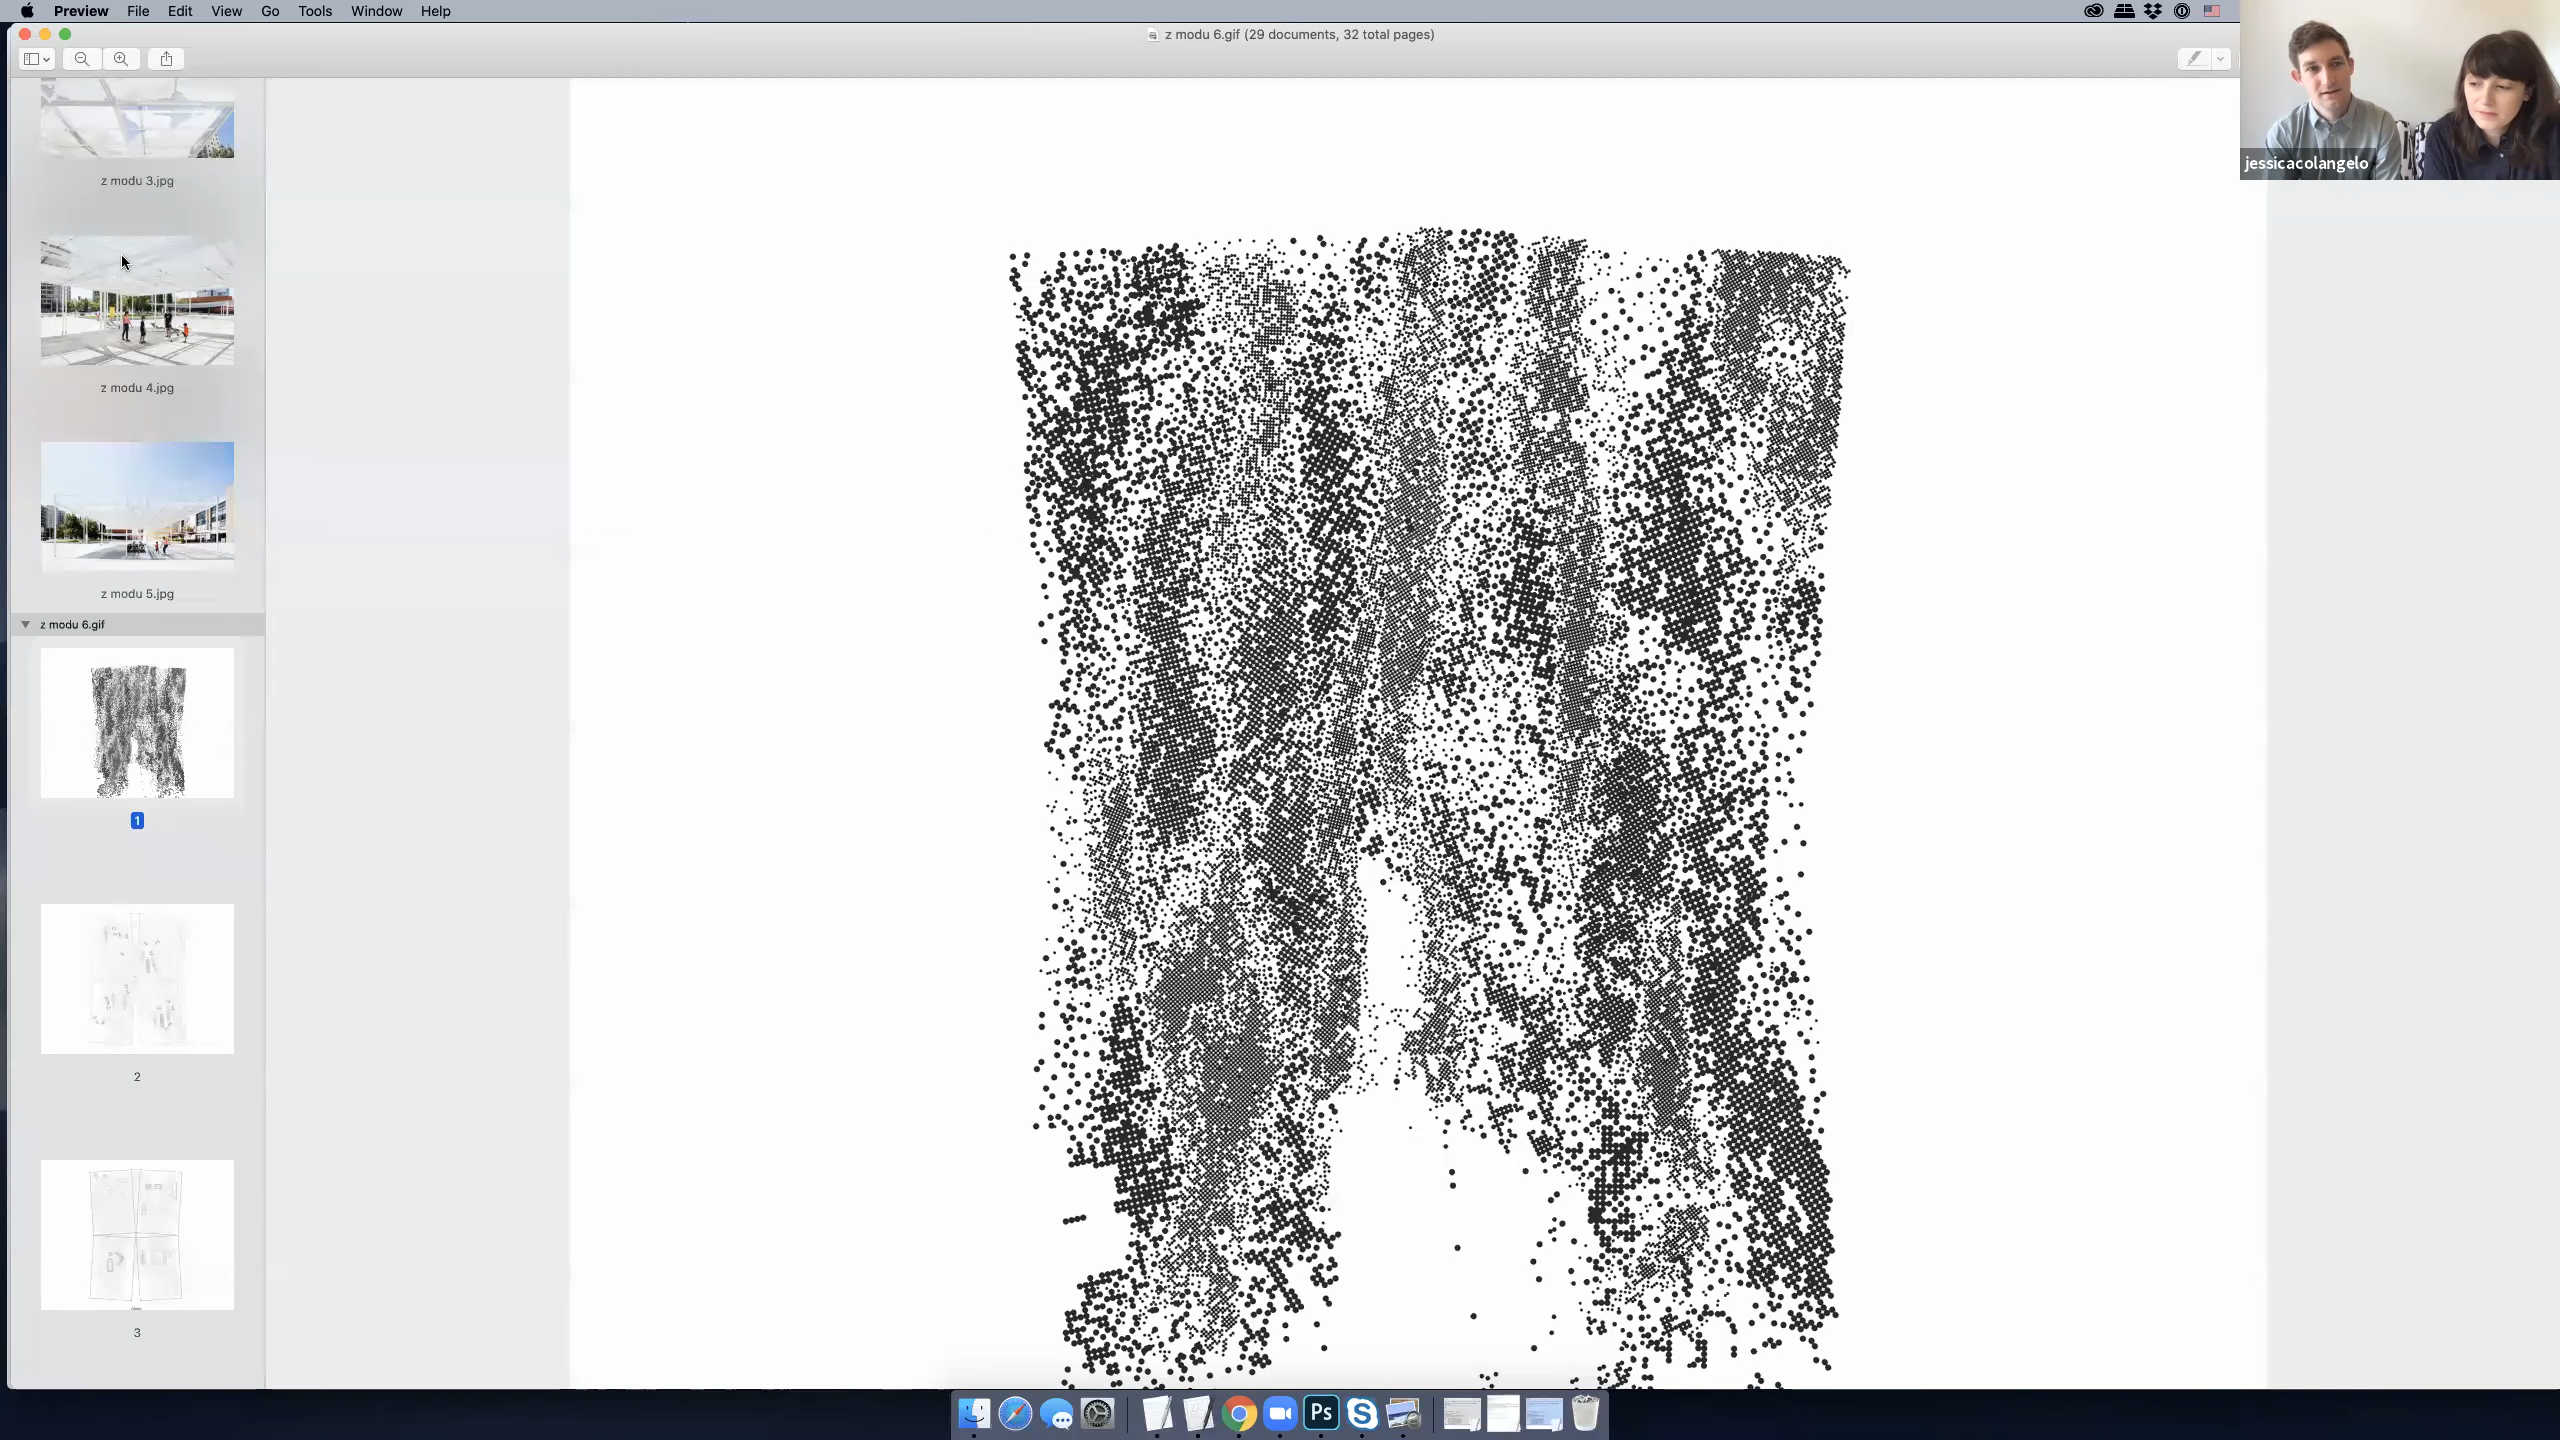 Preview File Edit View Go Tools Window Help
z modu 6.gif (29 documents, 32 total pages)
jessicacolangelo
z modu 3.jpg
z modu 4.jpg
z modu 5.jpg
z modu 6.gif
1
2
3
Ps